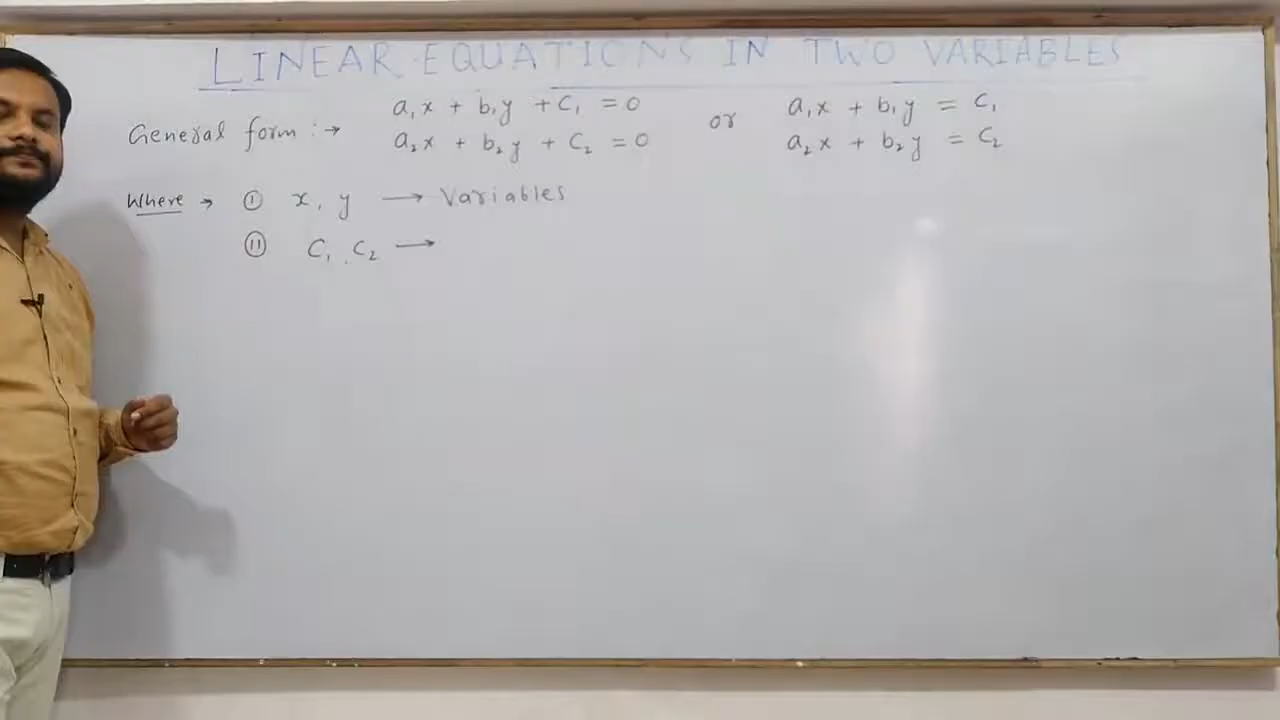 LINEAR EQUATIONS IN TWO VARIABLES
General form :→ a₁x + b₁y + C₁ = 0 or a₁x + b₁y = C₁
a₂x + b₂y + C₂ = 0 a₂x + b₂y = C₂
Where → (I) x, y → Variables
(II) C₁, C₂ →